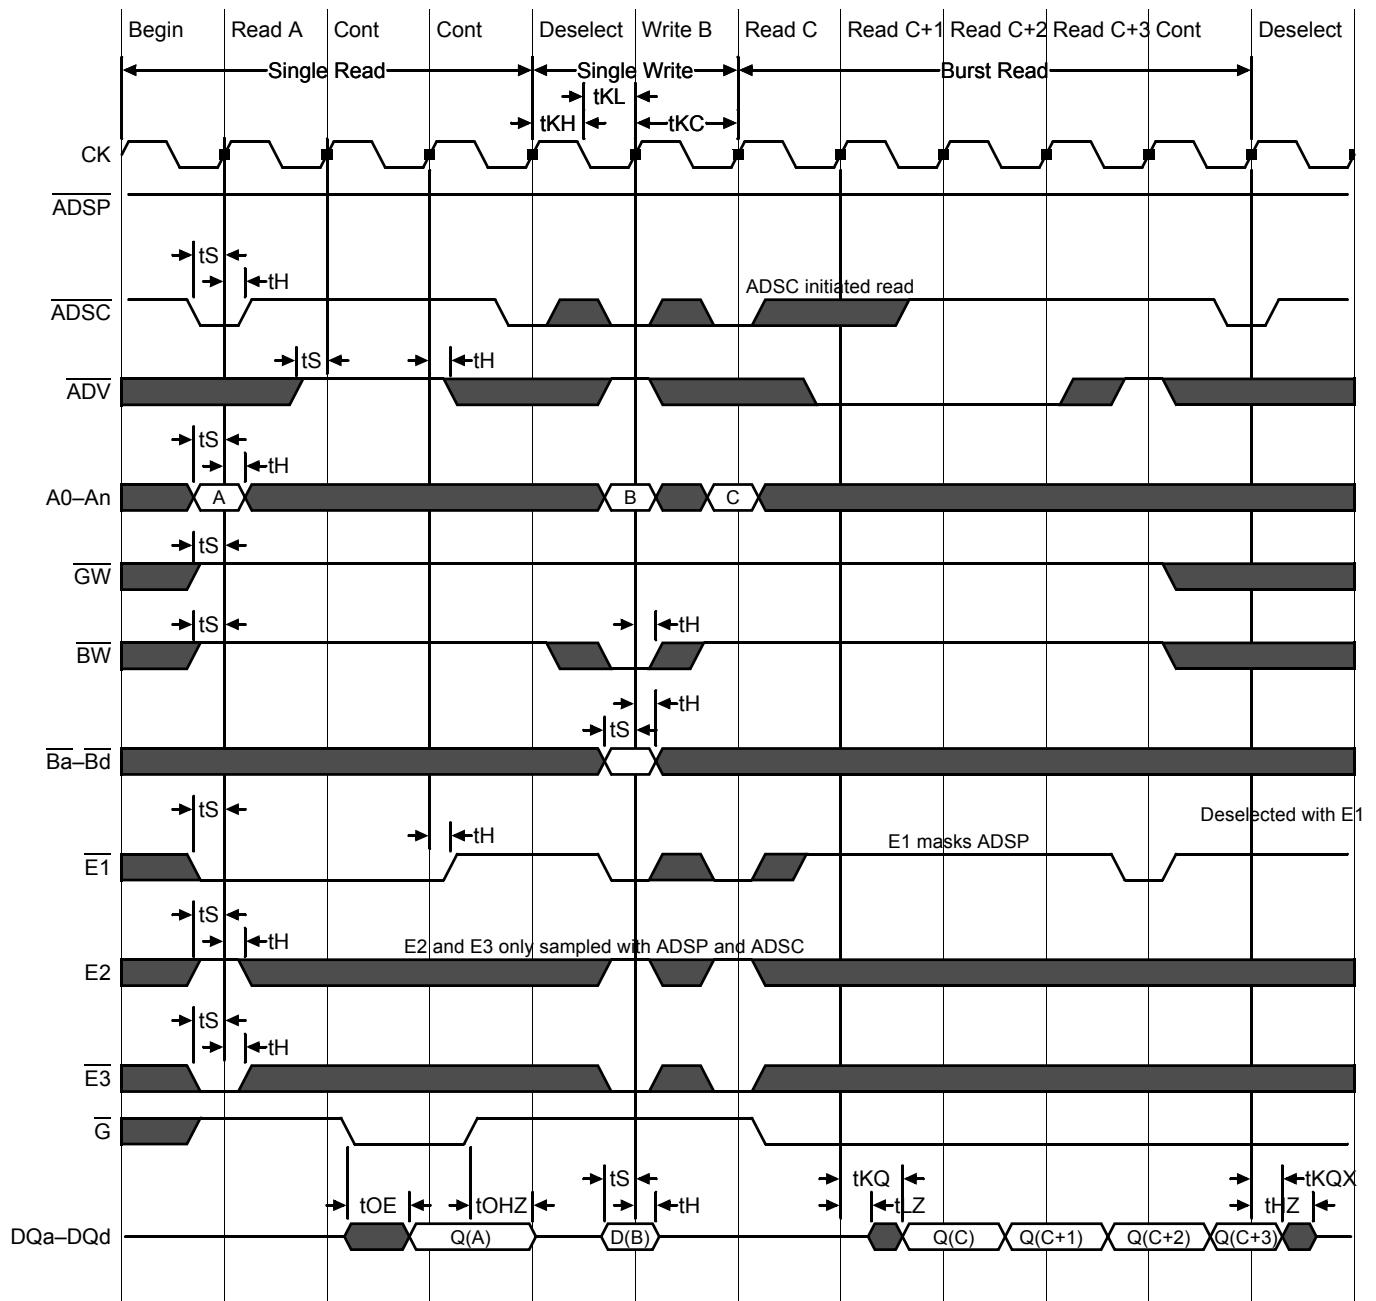 Begin Read A Cont Cont Deselect Write B Read C Read C+1 Read C+2 Read C+3 Cont Deselect
Single Read Single Write Burst Read
tKL
tKH tKC
CK
ADSP
tS
tH
ADSC initiated read
ADSC
tS tH
ADV
tS
tH
A0–An A B C
tS
GW
tS tH
BW
tH
tS
Ba–Bd
tS Deselected with E1
tH E1 masks ADSP
E1
tS
tH E2 and E3 only sampled with ADSP and ADSC
E2
tS
tH
E3
G
tS tKQ tKQX
tOE tOHZ tH tLZ tHZ
DQa–DQd Q(A) D(B) Q(C) Q(C+1) Q(C+2) Q(C+3)